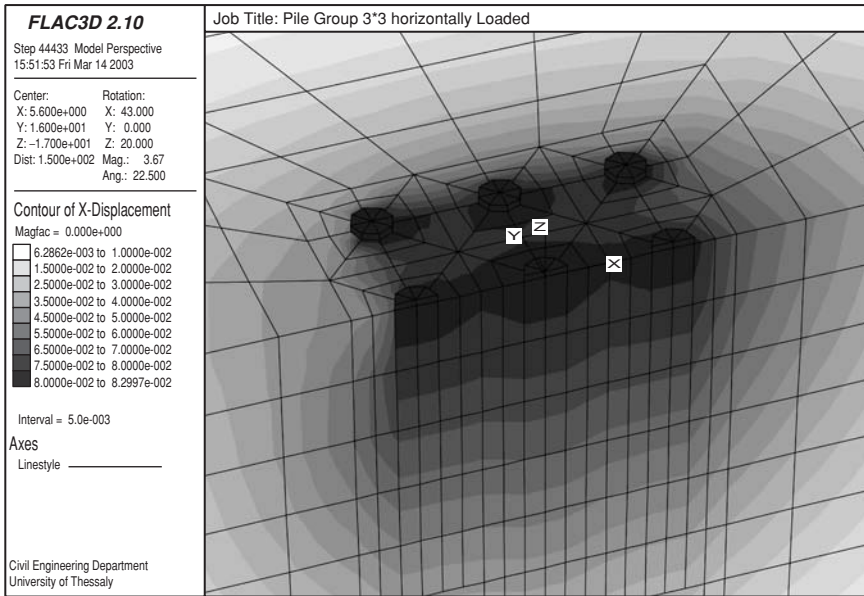 FLAC3D 2.10
Step 44433 Model Perspective
15:51:53 Fri Mar 14 2003
Center: Rotation:
X: 5.600e+000 X: 43.000
Y: 1.600e+001 Y: 0.000
Z: –1.700e+001 Z: 20.000
Dist: 1.500e+002 Mag.: 3.67
Ang.: 22.500
Contour of X-Displacement
Magfac = 0.000e+000
6.2862e-003 to 1.0000e-002
1.5000e-002 to 2.0000e-002
2.5000e-002 to 3.0000e-002
3.5000e-002 to 4.0000e-002
4.5000e-002 to 5.0000e-002
5.5000e-002 to 6.0000e-002
6.5000e-002 to 7.0000e-002
7.5000e-002 to 8.0000e-002
8.0000e-002 to 8.2997e-002
Interval = 5.0e-003
Axes
Linestyle
Civil Engineering Department
University of Thessaly
Job Title: Pile Group 3*3 horizontally Loaded
Y Z
X